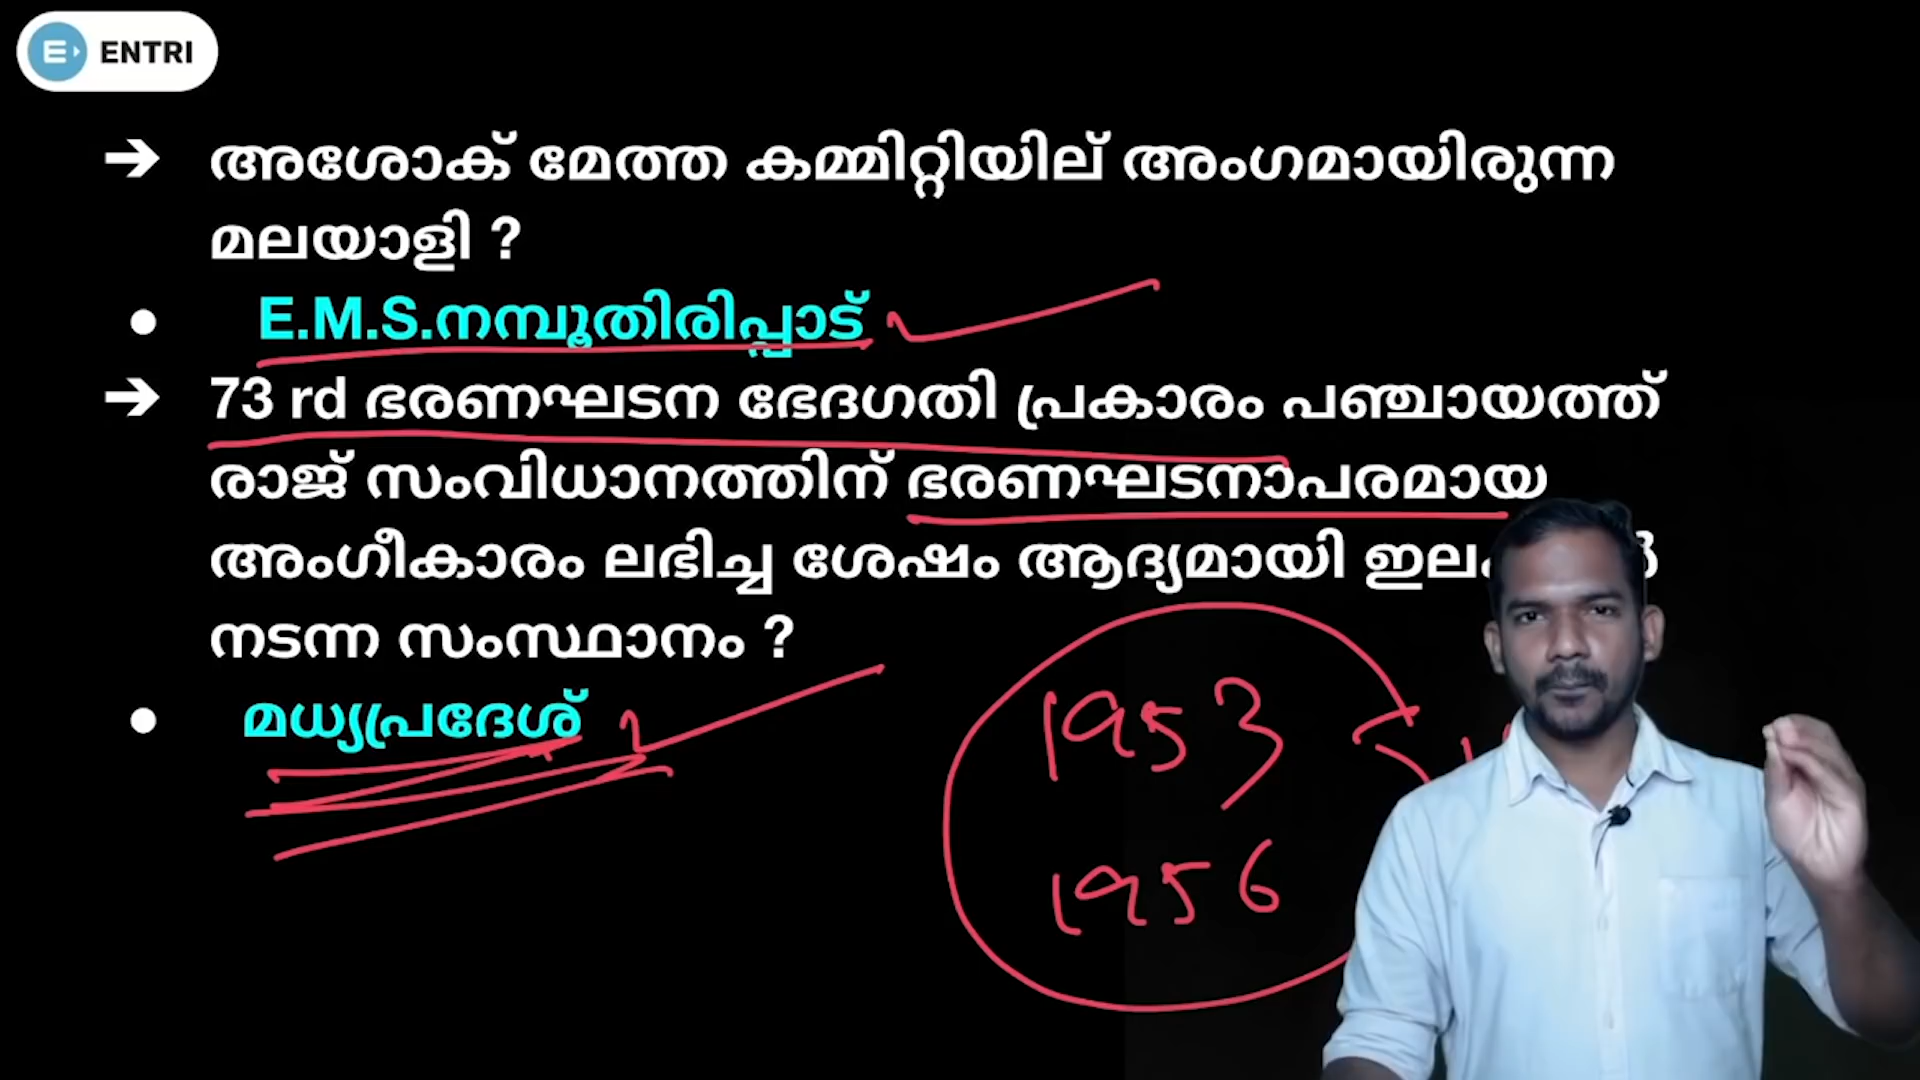 ENTRI
➔ അശോക് മേത്ത കമ്മിറ്റിയില് അംഗമായിരുന്ന
മലയാളി ?
● E.M.S.നമ്പൂതിരിപ്പാട്
➔ 73 rd ഭരണഘടന ഭേദഗതി പ്രകാരം പഞ്ചായത്ത്
രാജ് സംവിധാനത്തിന് ഭരണഘടനാപരമായ
അംഗീകാരം ലഭിച്ച ശേഷം ആദ്യമായി
നടന്ന സംസ്ഥാനം ?
● മധ്യപ്രദേശ്
1953
1956